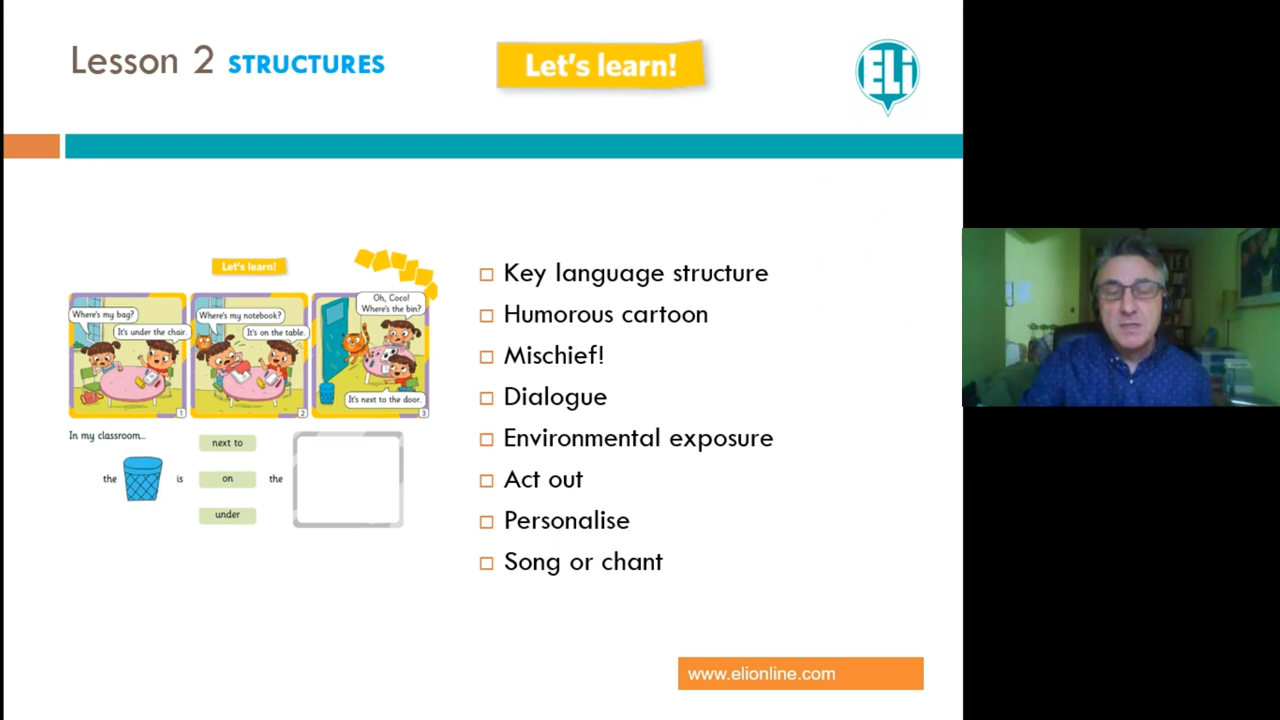 Lesson 2 STRUCTURES
Let's learn!
ELi
Let's learn!
Where's my bag?
It's under the chair.
1
Where's my notebook?
It's on the table.
2
Oh, Coco!
Where's the bin?
It's next to the door.
3
In my classroom...
next to
the is on the
under
Key language structure
Humorous cartoon
Mischief!
Dialogue
Environmental exposure
Act out
Personalise
Song or chant
www.elionline.com